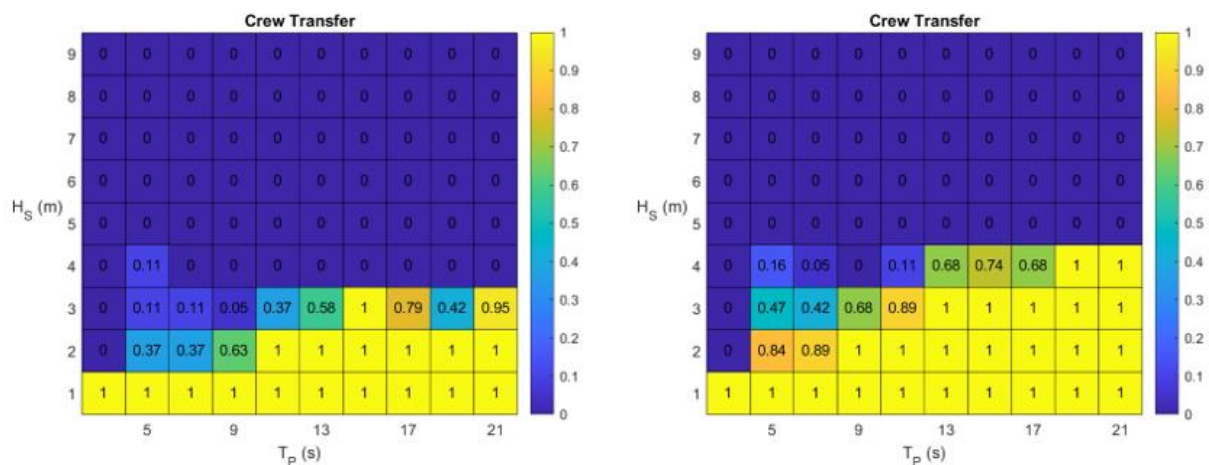 Crew Transfer
9 0 0 0 0 0 0 0 0 0 0
8 0 0 0 0 0 0 0 0 0 0
7 0 0 0 0 0 0 0 0 0 0
6 0 0 0 0 0 0 0 0 0 0
5 0 0 0 0 0 0 0 0 0 0
4 0 0.11 0 0 0 0 0 0 0 0
3 0 0.11 0.11 0.05 0.37 0.58 1 0.79 0.42 0.95
2 0 0.37 0.37 0.63 1 1 1 1 1 1
1 1 1 1 1 1 1 1 1 1 1
5 9 13 17 21
H_S (m)
T_P (s)
1
0.9
0.8
0.7
0.6
0.5
0.4
0.3
0.2
0.1
0
Crew Transfer
9 0 0 0 0 0 0 0 0 0 0
8 0 0 0 0 0 0 0 0 0 0
7 0 0 0 0 0 0 0 0 0 0
6 0 0 0 0 0 0 0 0 0 0
5 0 0 0 0 0 0 0 0 0 0
4 0 0.16 0.05 0 0.11 0.68 0.74 0.68 1 1
3 0 0.47 0.42 0.68 0.89 1 1 1 1 1
2 0 0.84 0.89 1 1 1 1 1 1 1
1 1 1 1 1 1 1 1 1 1 1
5 9 13 17 21
H_S (m)
T_P (s)
1
0.9
0.8
0.7
0.6
0.5
0.4
0.3
0.2
0.1
0